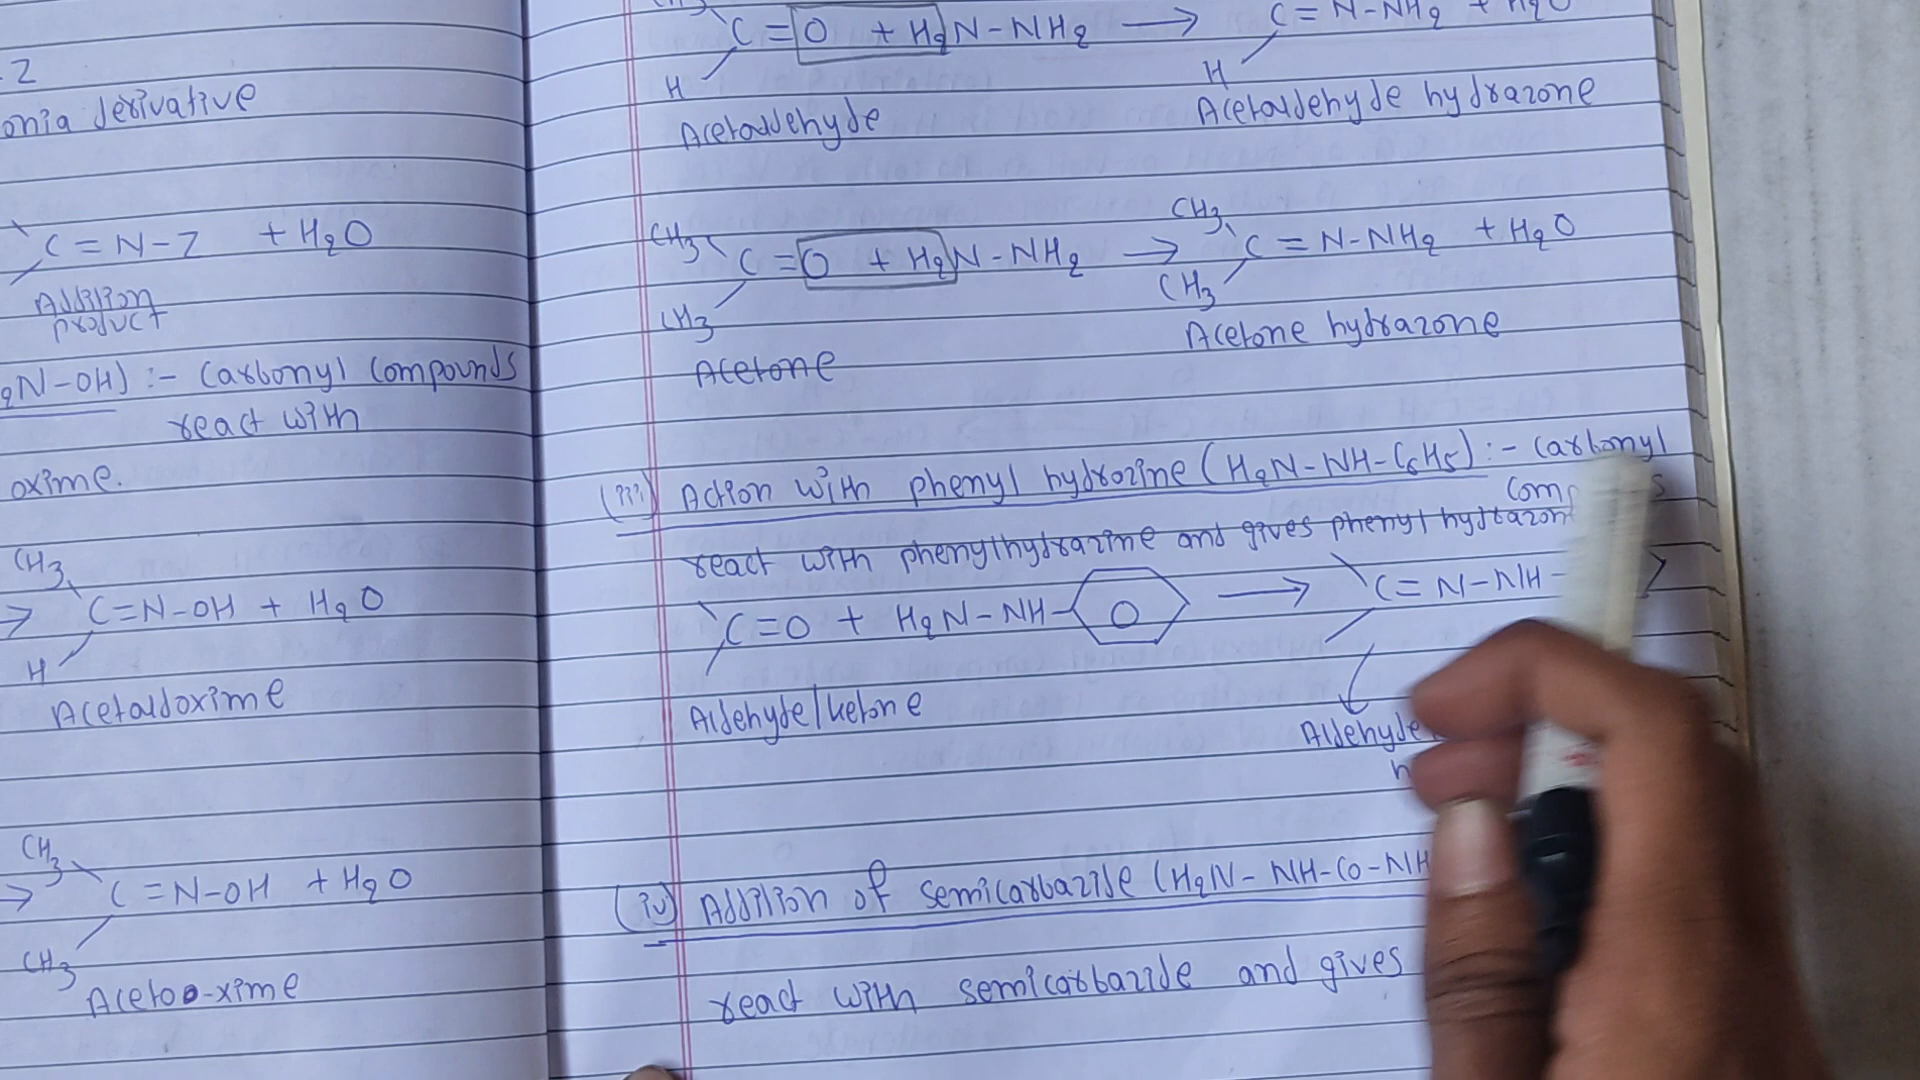 Z
onia derivative
C = N - Z + H2O
Addition
product
2N-OH) :- Carbonyl Compounds
react with
oxime.
CH3
→ C=N-OH + H2O
H
Acetaldoxime
CH3
→ C = N-OH + H2O
CH3
Acetoo-xime
C = O + H2N-NH2 → C = N-NH2 + H2O
H H
Acetaldehyde Acetaldehyde hydrazone
CH3 CH3
C = O + H2N - NH2 → C = N-NH2 + H2O
CH3 CH3
Acetone Acetone hydrazone
(iii) Action with phenyl hydrozine (H2N-NH-C6H5) :- Carbonyl
react with phenylhydrazine and gives phenyl
C=O + H2N-NH- → C= N-NH-
Aldehyde/ketone Aldehyde
(iv) Addition of semicarbazide (H2N- NH-CO-NH
react with semicarbazide and gives